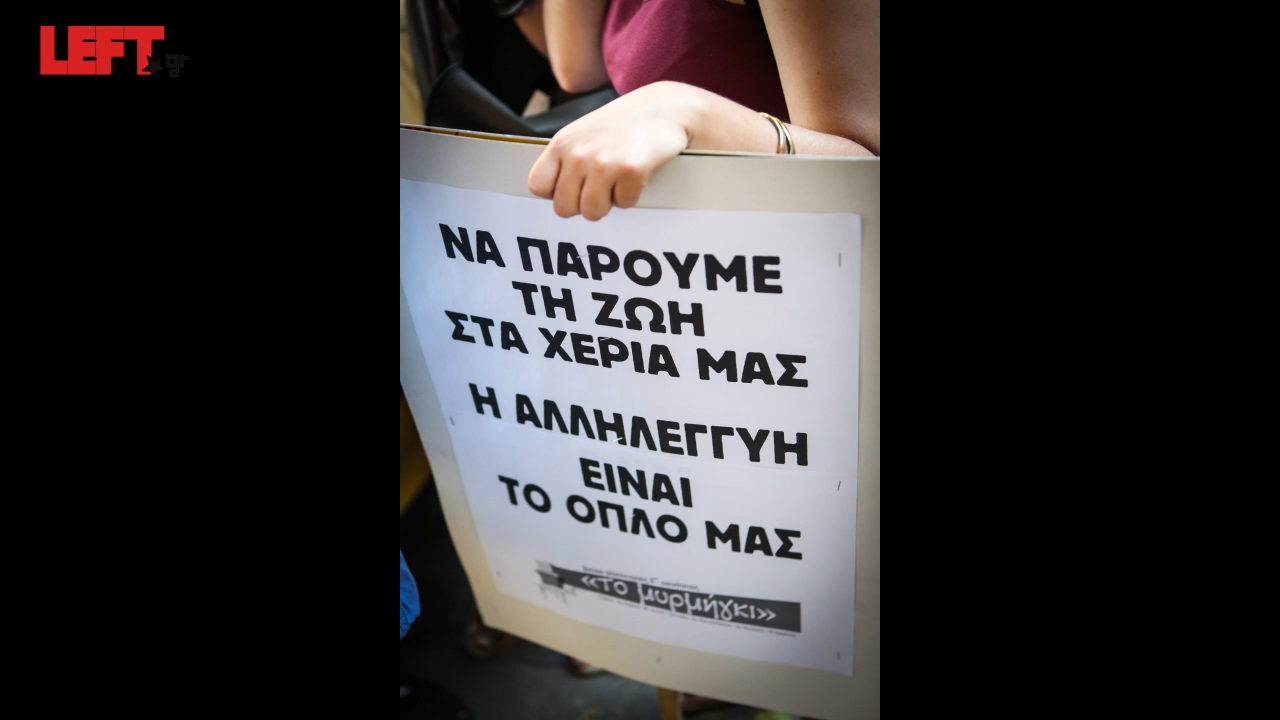 LEFT.gr
ΝΑ ΠΑΡΟΥΜΕ
ΤΗ ΖΩΗ
ΣΤΑ ΧΕΡΙΑ ΜΑΣ
Η ΑΛΛΗΛΕΓΓΥΗ
ΕΙΝΑΙ
ΤΟ ΟΠΛΟ ΜΑΣ
«το μυρμήγκι»